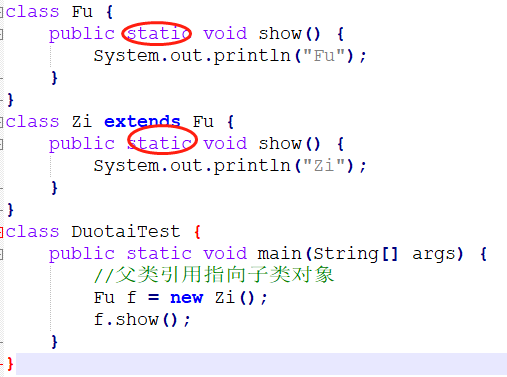 class Fu {
    public static void show() {
        System.out.println("Fu");
    }
}
class Zi extends Fu {
    public static void show() {
        System.out.println("Zi");
    }
}
class DuotaiTest {
    public static void main(String[] args) {
        //父类引用指向子类对象
        Fu f = new Zi();
        f.show();
    }
}